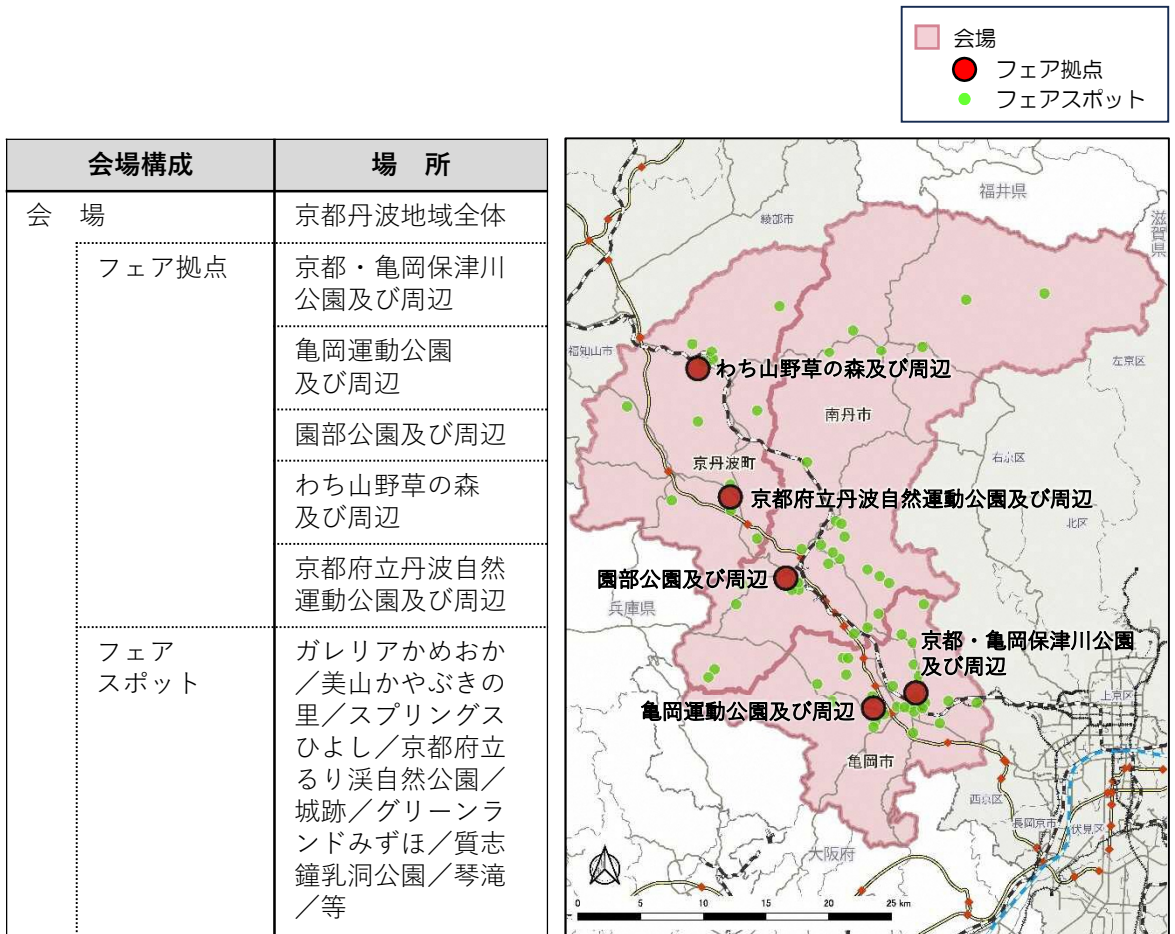 会場
フェア拠点
フェアスポット
会場構成
場　所
会　場
京都丹波地域全体
フェア拠点
京都・亀岡保津川
公園及び周辺
亀岡運動公園
及び周辺
園部公園及び周辺
わち山野草の森
及び周辺
京都府立丹波自然
運動公園及び周辺
フェア
スポット
ガレリアかめおか
／美山かやぶきの
里／スプリングス
ひよし／京都府立
るり渓自然公園／
城跡／グリーンラ
ンドみずほ／質志
鐘乳洞公園／琴滝
／等
福井県
滋賀県
綾部市
福知山市
左京区
わち山野草の森及び周辺
南丹市
右京区
京丹波町
京都府立丹波自然運動公園及び周辺
北区
園部公園及び周辺
兵庫県
京都・亀岡保津川公園
及び周辺
上京区
亀岡運動公園及び周辺
亀岡市
西京区
長岡京市
伏見区
大阪府
0 5 10 15 20 25 km